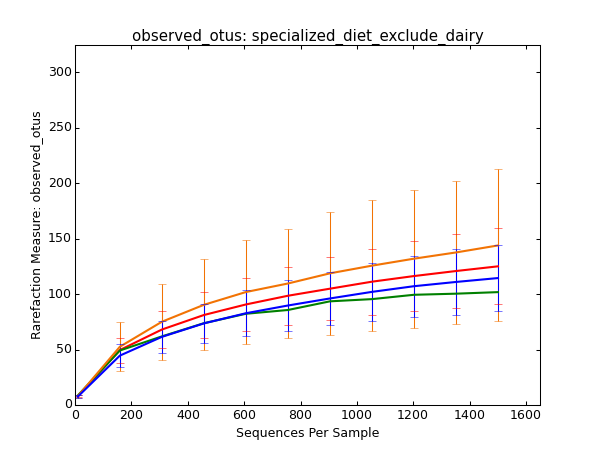 observed_otus: specialized_diet_exclude_dairy
Rarefaction Measure: observed_otus
300
250
200
150
100
50
0
0 200 400 600 800 1000 1200 1400 1600
Sequences Per Sample